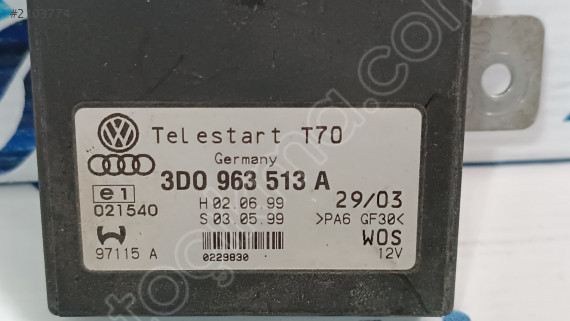 Telestart T70
Germany
3D0 963 513 A
e1
021540
H 02.06.99
S 03.05.99
29/03
>PA6 GF30<
97115 A
0229830
WOS
12V